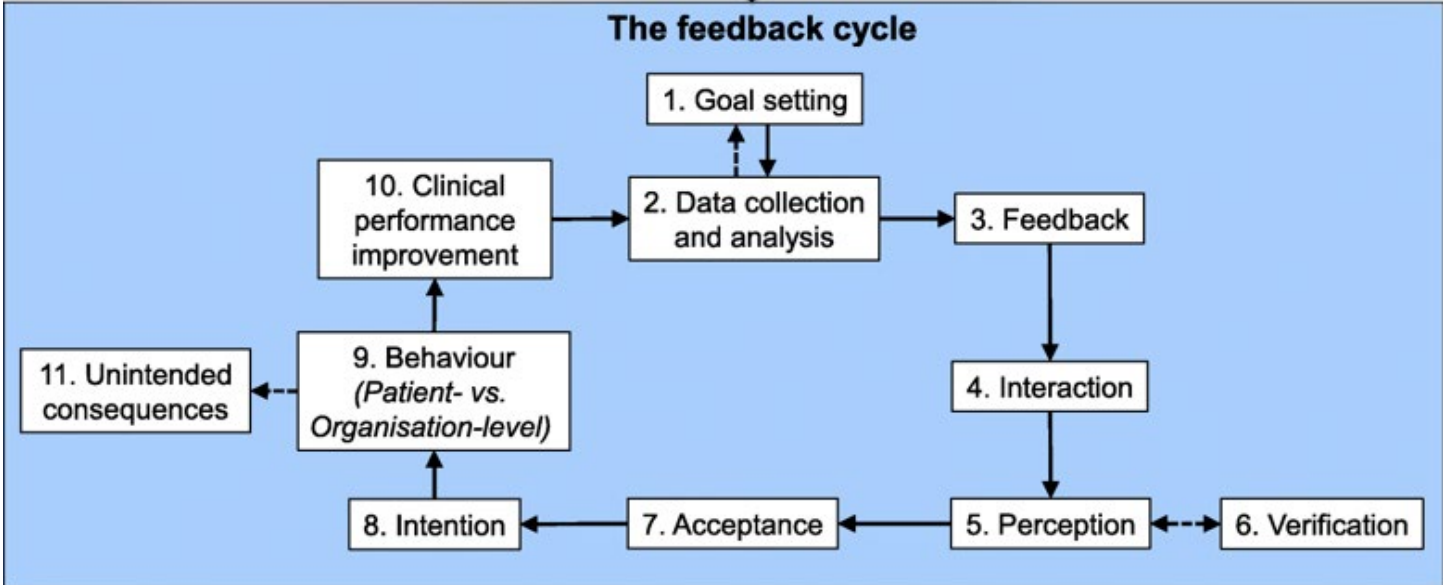 The feedback cycle
1. Goal setting
10. Clinical
performance
improvement
2. Data collection
and analysis
3. Feedback
11. Unintended
consequences
9. Behaviour
(Patient- vs.
Organisation-level)
4. Interaction
8. Intention
7. Acceptance
5. Perception
6. Verification